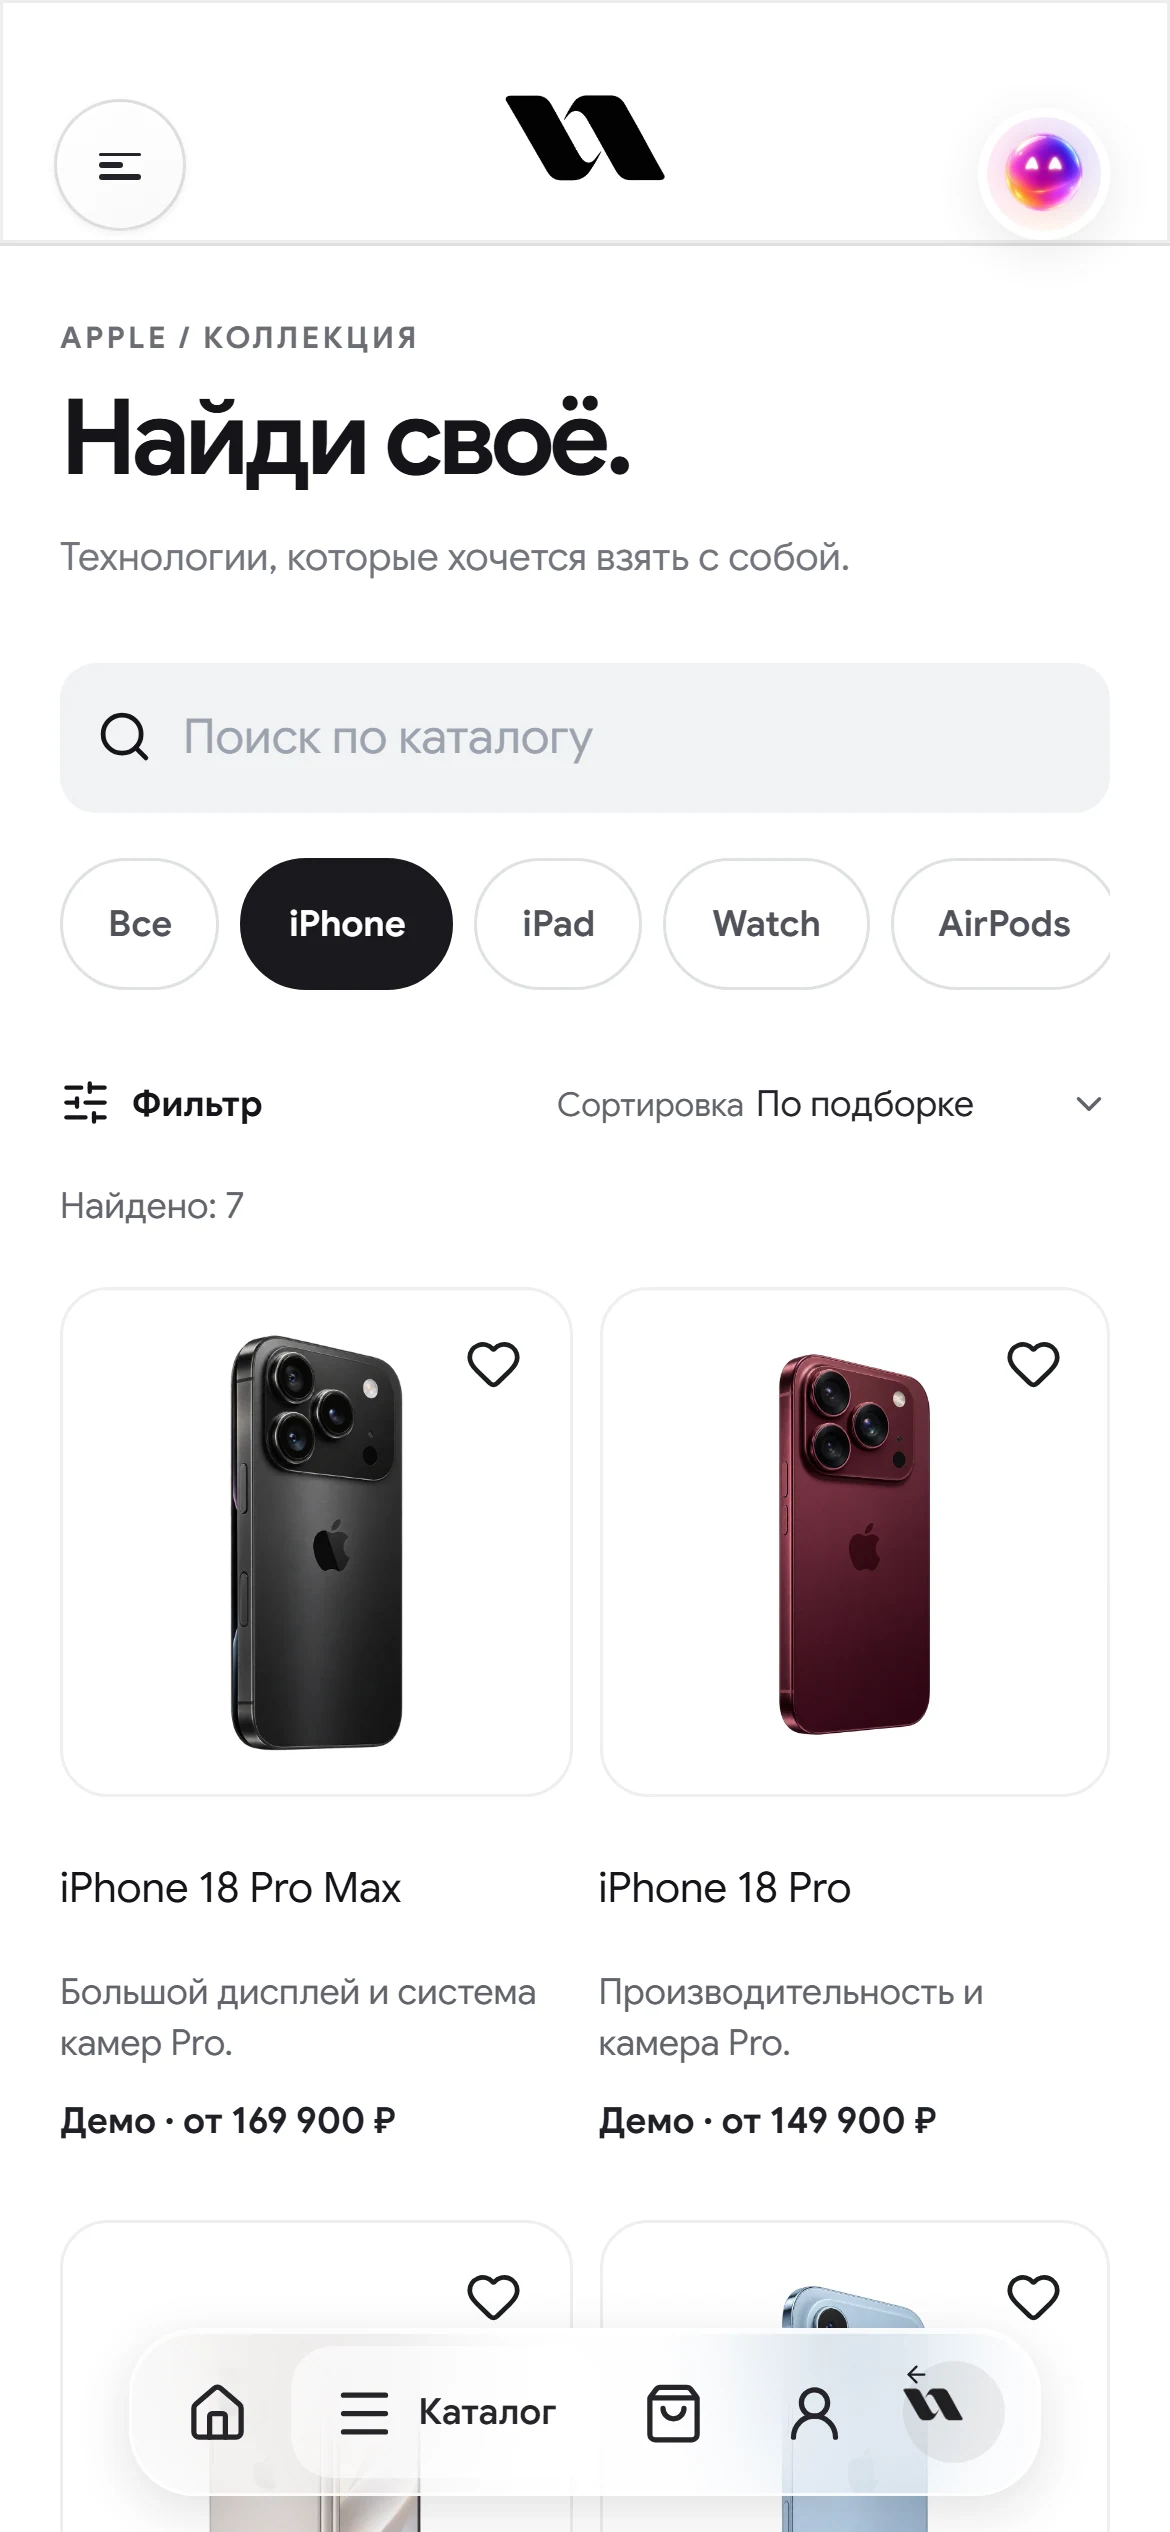 APPLE / КОЛЛЕКЦИЯ
Найди своё.
Технологии, которые хочется взять с собой.
Поиск по каталогу
Все
iPhone
iPad
Watch
AirPods
Фильтр
Сортировка По подборке
Найдено: 7
iPhone 18 Pro Max
Большой дисплей и система
камер Pro.
Демо · от 169 900 ₽
iPhone 18 Pro
Производительность и
камера Pro.
Демо · от 149 900 ₽
Каталог